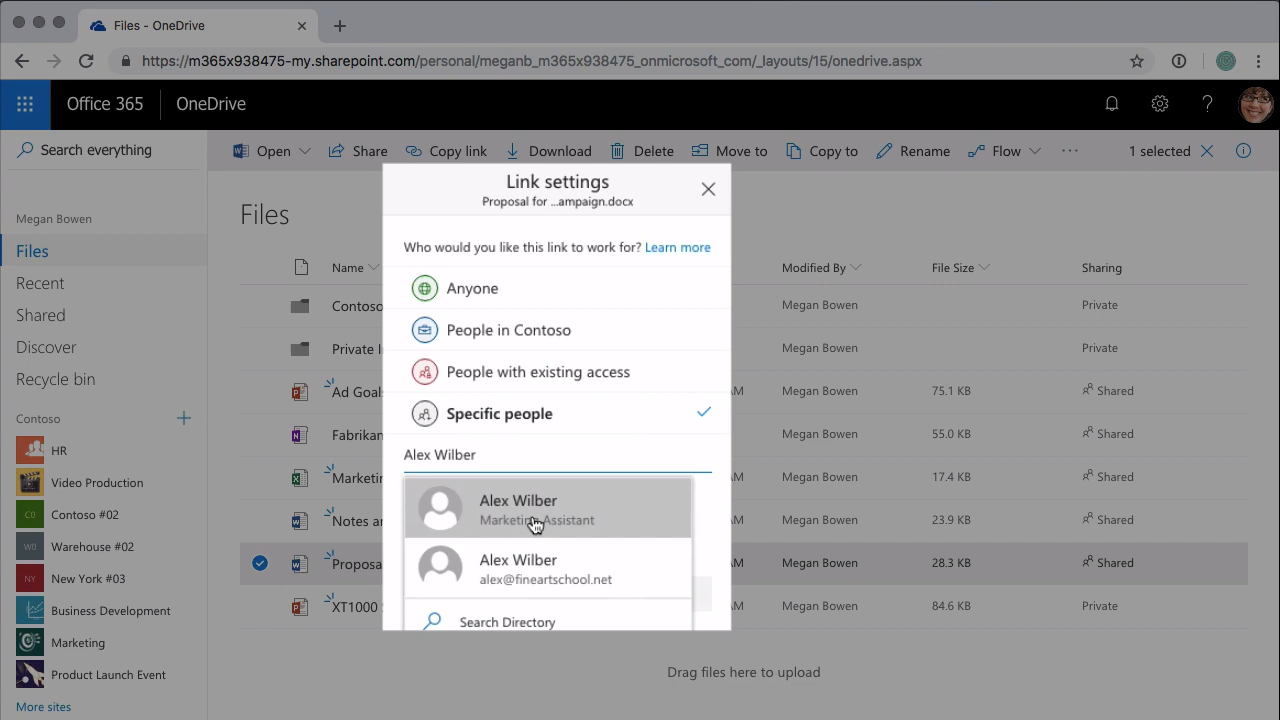 Files - OneDrive
https://m365x938475-my.sharepoint.com/personal/meganb_m365x938475_onmicrosoft_com/_layouts/15/onedrive.aspx
Office 365 OneDrive
Search everything
Open Share Copy link Download Delete Move to Copy to Rename Flow 1 selected
Megan Bowen
Files
Recent
Shared
Discover
Recycle bin
Contoso
HR
Video Production
C0 Contoso #02
W0 Warehouse #02
NY New York #03
Business Development
Marketing
Product Launch Event
More sites
Files
Name Modified By File Size Sharing
Contoso Megan Bowen Private
Private Megan Bowen Private
Ad Goals Megan Bowen 75.1 KB Shared
Megan Bowen 55.0 KB Shared
Megan Bowen 17.4 KB Shared
Notes Megan Bowen 23.9 KB Shared
Megan Bowen 28.3 KB Shared
XT1000 Megan Bowen 84.6 KB Private
Drag files here to upload
Link settings
Proposal for ...ampaign.docx
Who would you like this link to work for? Learn more
Anyone
People in Contoso
People with existing access
Specific people
Alex Wilber
Alex Wilber
Marketing Assistant
Alex Wilber
alex@fineartschool.net
Search Directory